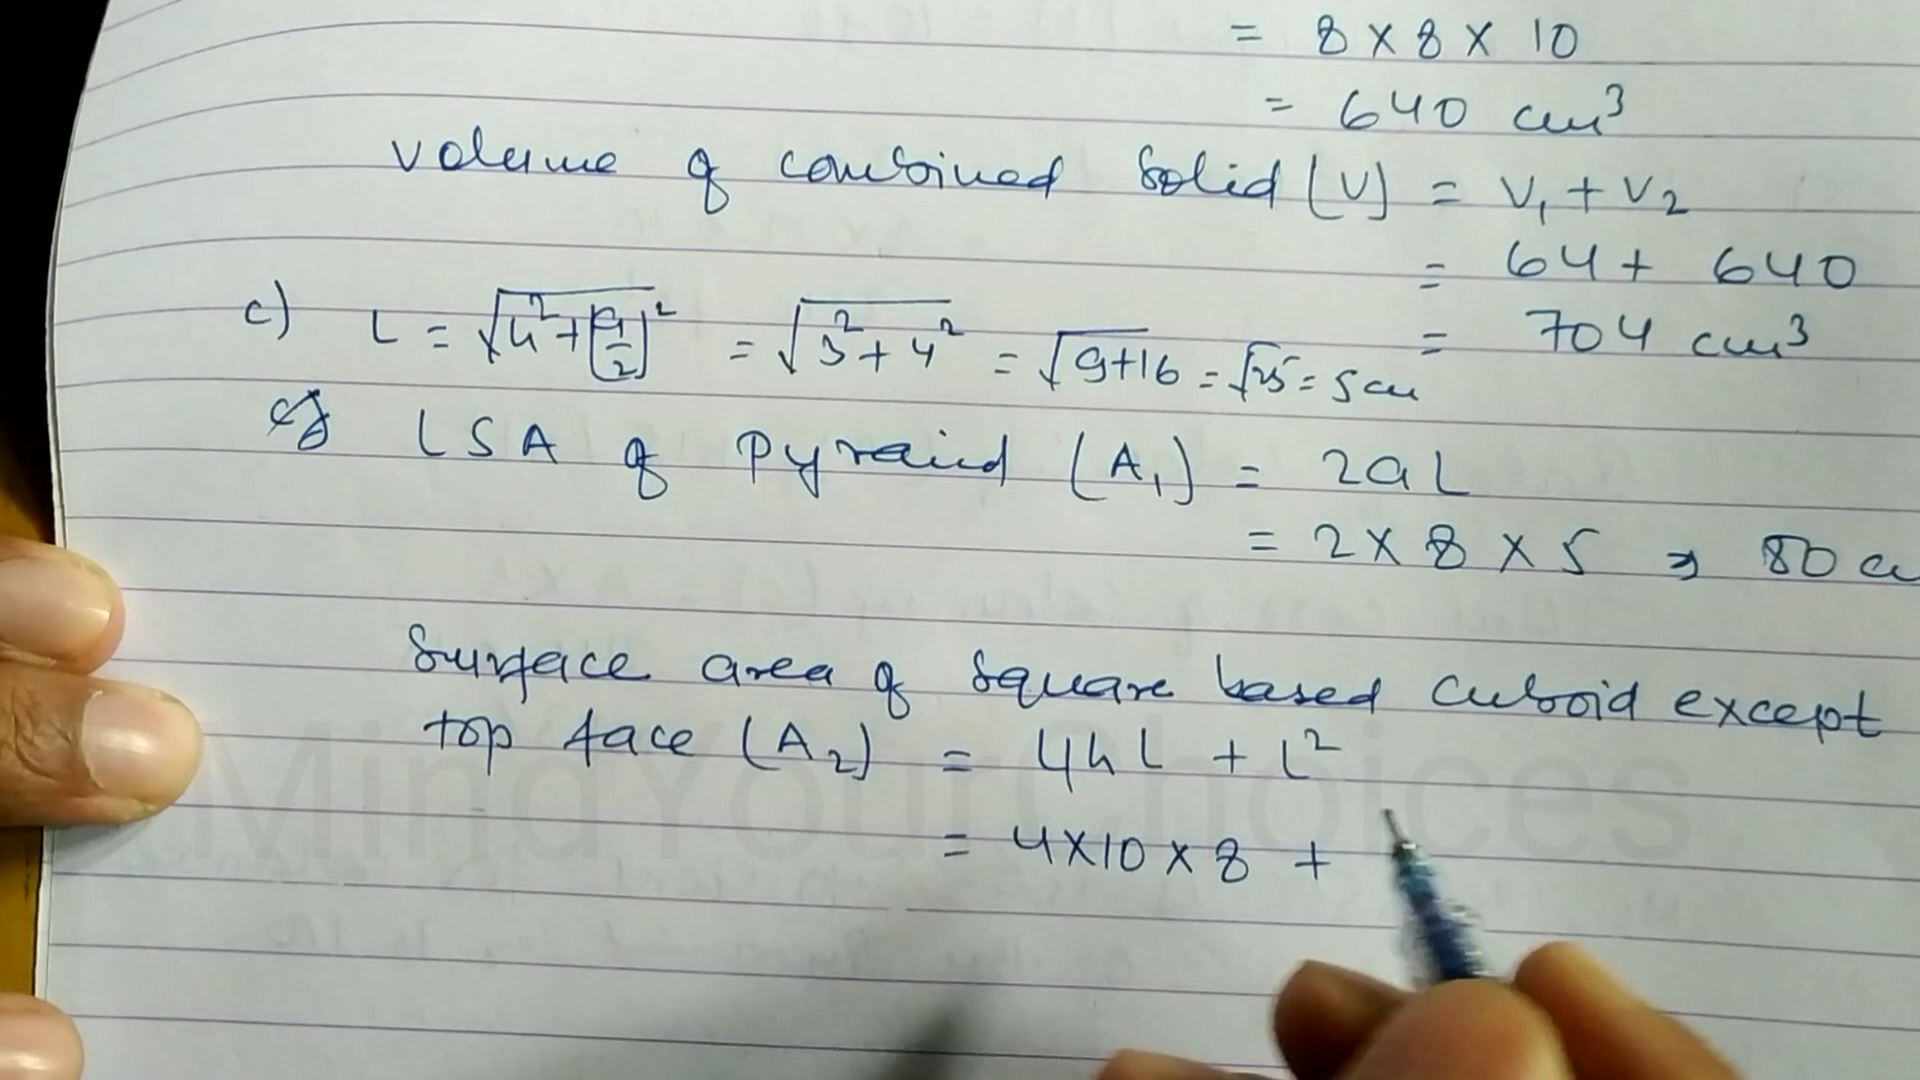 = 8 × 8 × 10
= 640 cm³
Volume of combined solid (V) = V₁ + V₂
= 64 + 640
= 704 cm³
c) L = √h² + (a/2)² = √3² + 4² = √9+16 = √25 = 5 cm
LSA of Pyramid (A₁) = 2aL
= 2 × 8 × 5 ⇒ 80 c
Surface area of square based cuboid except
top face (A₂) = 4hl + l²
= 4×10×8 +
MindYourChoices